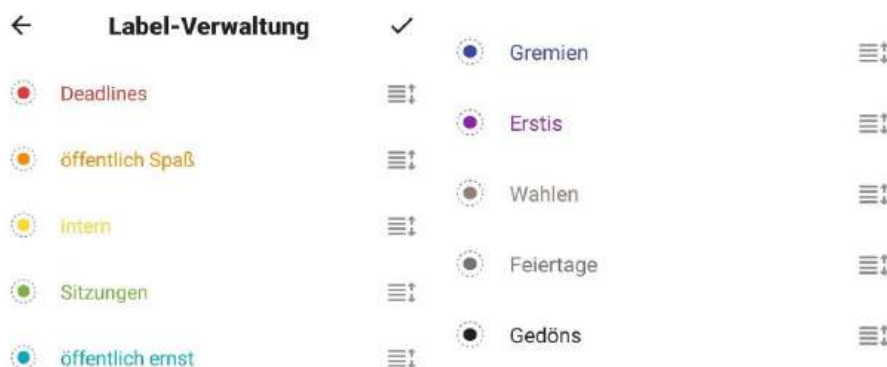 Label-Verwaltung
Deadlines
öffentlich Spaß
intern
Sitzungen
öffentlich ernst
Gremien
Erstis
Wahlen
Feiertage
Gedöns